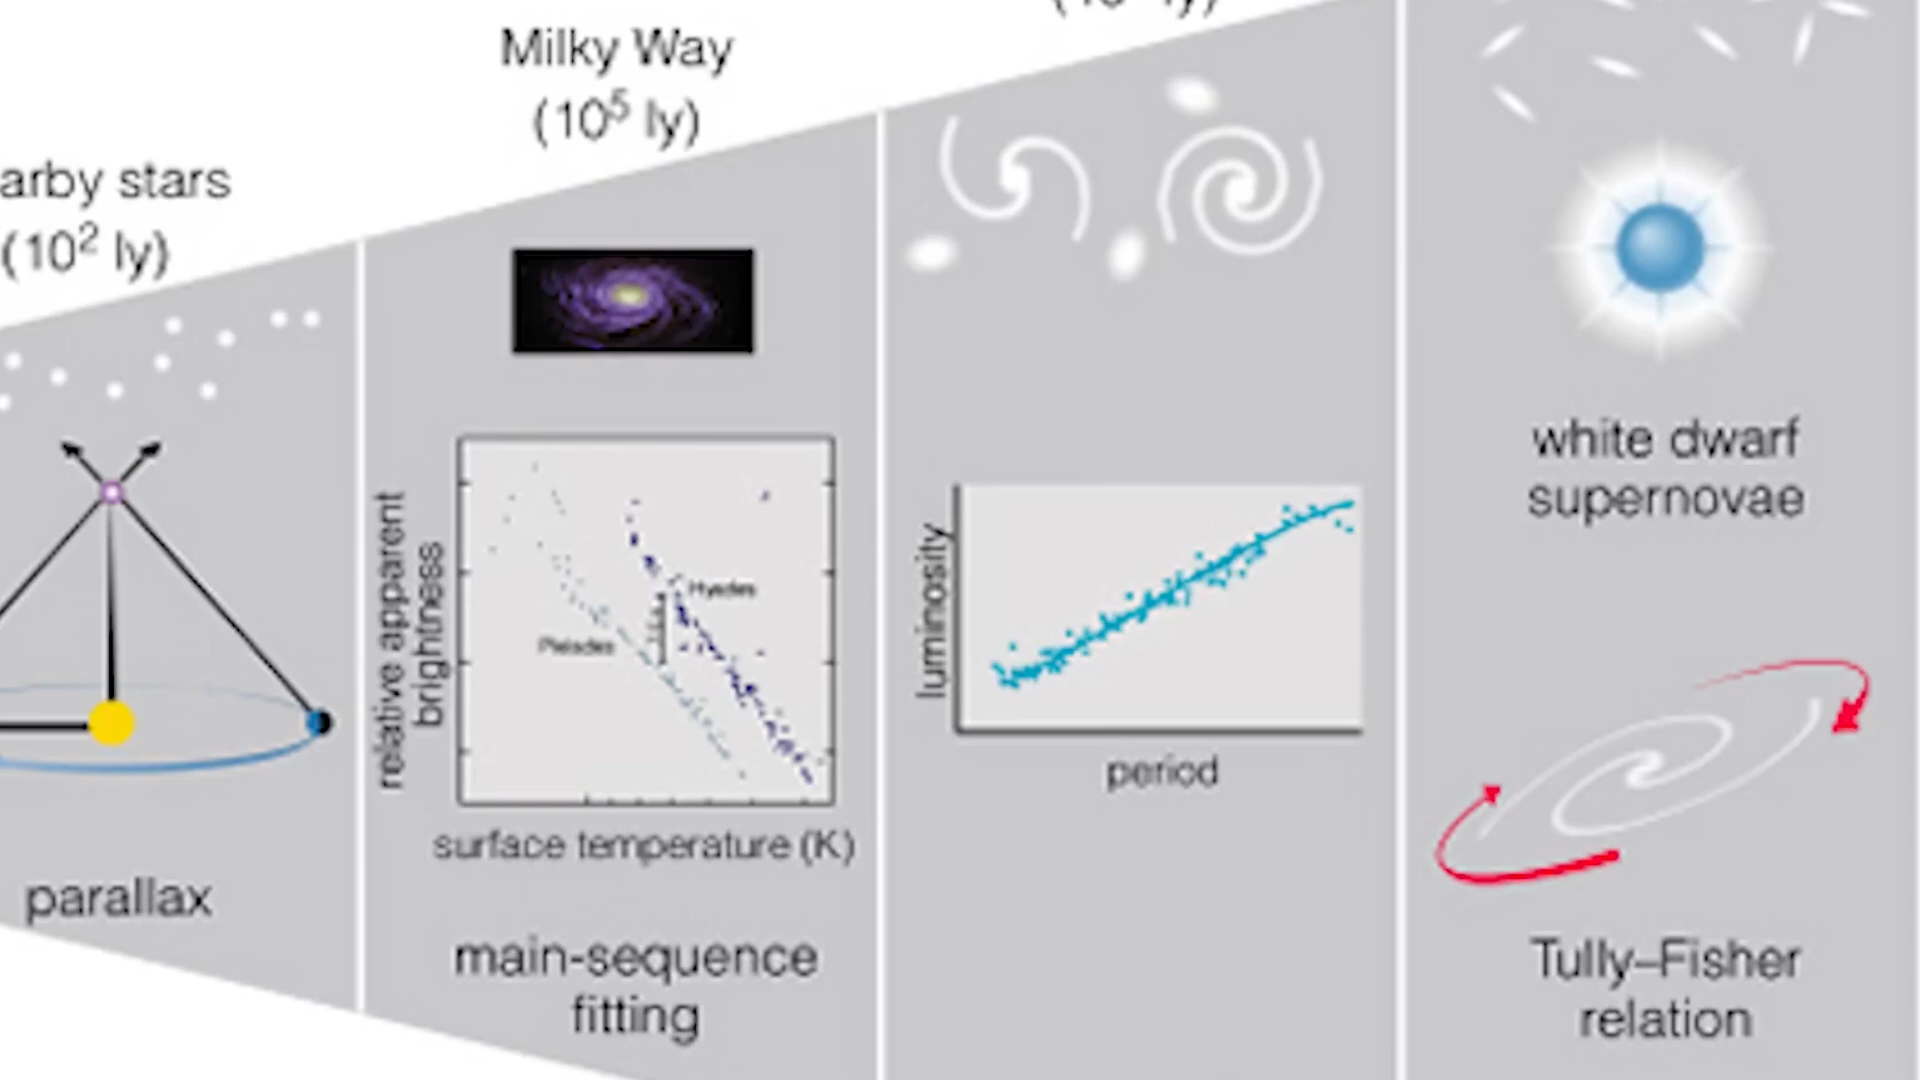 Milky Way
(10⁵ ly)
arby stars
(10² ly)
relative apparent
brightness
Hyades
Pleiades
surface temperature (K)
parallax
main-sequence
fitting
luminosity
period
white dwarf
supernovae
Tully–Fisher
relation